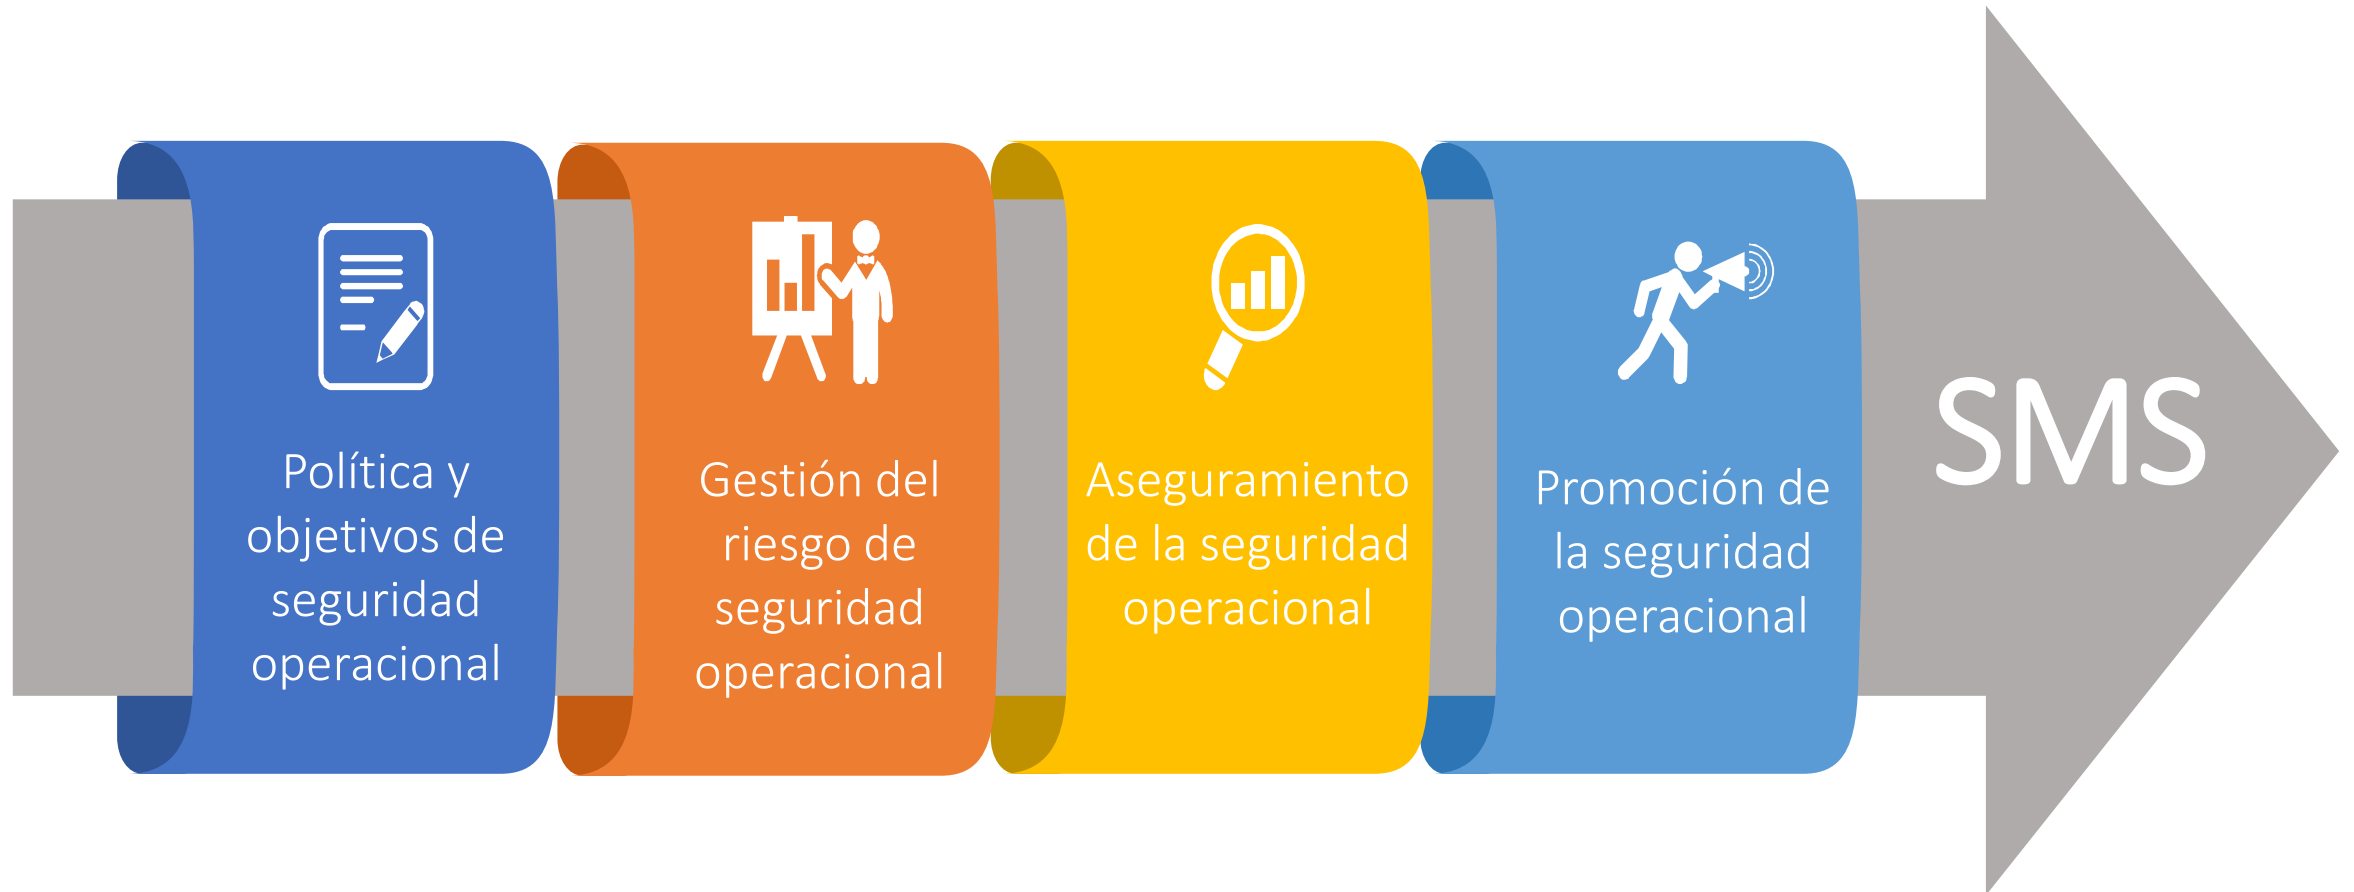 Política y
objetivos de
seguridad
operacional
Gestión del
riesgo de
seguridad
operacional
Aseguramiento
de la seguridad
operacional
Promoción de
la seguridad
operacional
SMS